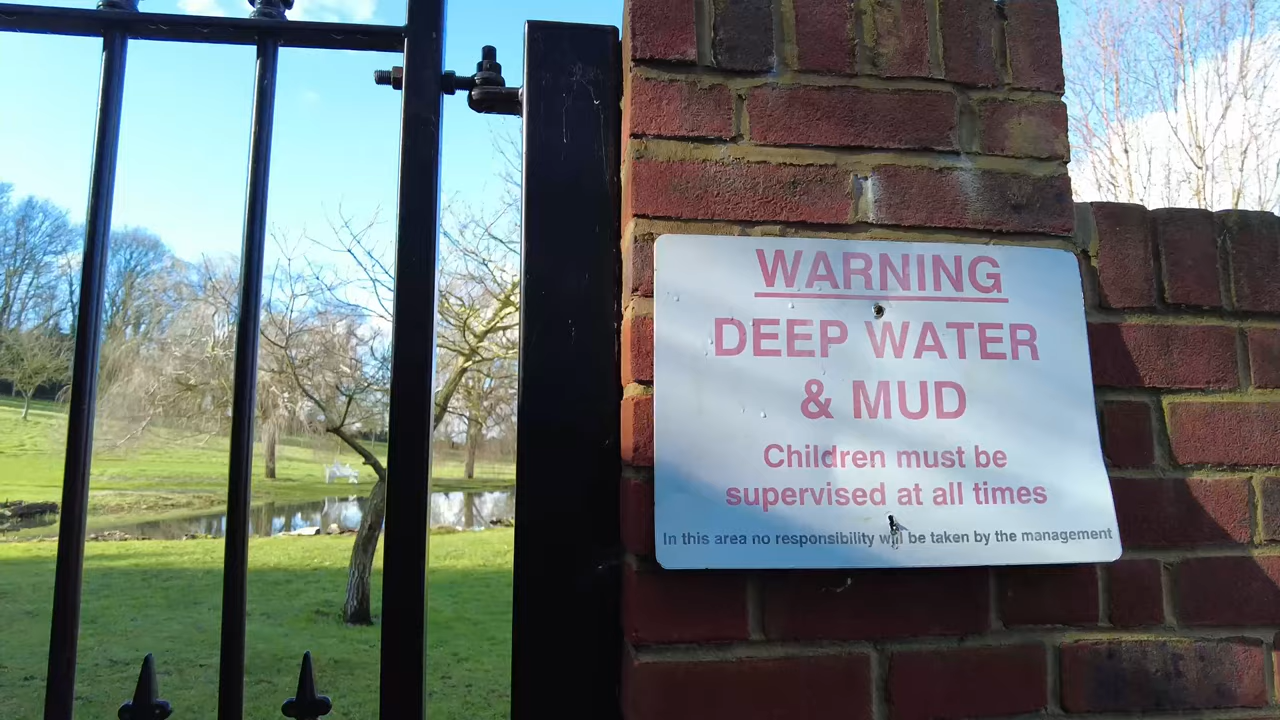 WARNING
DEEP WATER
& MUD
Children must be
supervised at all times
In this area no responsibility will be taken by the management